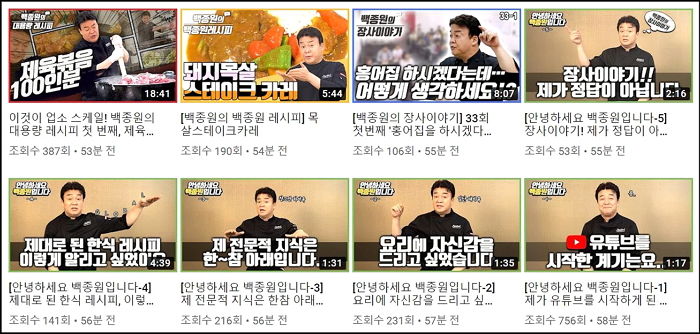 백종원의
대용량 레시피
제육볶음
100인분
18:41
이것이 업소 스케일! 백종원의
대용량 레시피 첫 번째, 제육...
조회수 387회 • 53분 전
백종원의
백종원레시피
돼지목살
스테이크 카레
5:44
[백종원의 백종원 레시피] 목
살스테이크카레
조회수 190회 • 54분 전
백종원의
장사이야기
33-1
홍어집 하시겠다는데…
어떻게 생각하세요!?
8:07
[백종원의 장사이야기] 33회
첫번째 '홍어집을 하시겠다...
조회수 106회 • 55분 전
안녕하세요
백종원입니다
백종원의
장사이야기
장사이야기!!
제가 정답이 아닙니다
2:16
[안녕하세요 백종원입니다-5]
장사이야기! 제가 정답이 아...
조회수 53회 • 55분 전
안녕하세요
백종원입니다
GLOBAL
제대로 된 한식 레시피
이렇게 알리고 싶었어요
4:39
[안녕하세요 백종원입니다-4]
제대로 된 한식 레시피, 이렇...
조회수 141회 • 56분 전
안녕하세요
백종원입니다
제 전문적 지식은
한~참 아래입니다.
1:31
[안녕하세요 백종원입니다-3]
제 전문적 지식은 한참 아래...
조회수 216회 • 56분 전
안녕하세요
백종원입니다
요리에 자신감을
드리고 싶었습니다
1:35
[안녕하세요 백종원입니다-2]
요리에 자신감을 드리고 싶...
조회수 231회 • 57분 전
안녕하세요
백종원입니다
유튜브를
시작한 계기는요...
1:17
[안녕하세요 백종원입니다-1]
제가 유튜브를 시작하게 된 ...
조회수 756회 • 58분 전